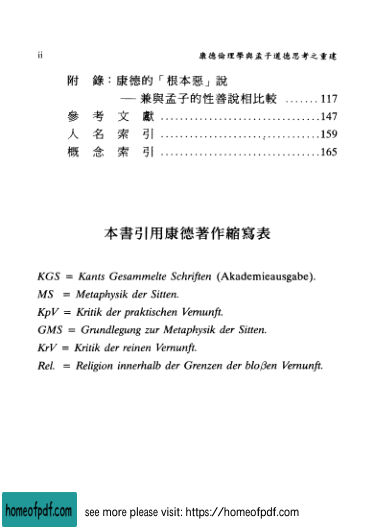 ii 康德倫理學與孟子道德思考之重建
附 錄：康德的「根本惡」說
── 兼與孟子的性善說相比較 .......117
參 考 文 獻 ................................147
人 名 索 引 ................................159
概 念 索 引 ................................165
本書引用康德著作縮寫表
KGS = Kants Gesammelte Schriften (Akademieausgabe).
MS = Metaphysik der Sitten.
KpV = Kritik der praktischen Vernunft.
GMS = Grundlegung zur Metaphysik der Sitten.
KrV = Kritik der reinen Vernunft.
Rel. = Religion innerhalb der Grenzen der bloßen Vernunft.
homeofpdf.com see more please visit: https://homeofpdf.com